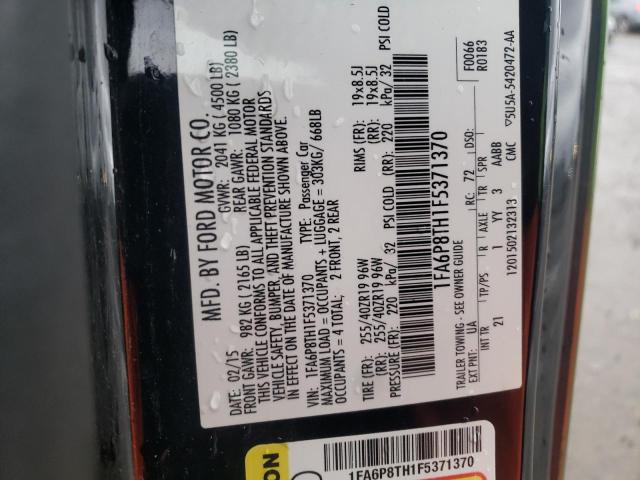 MFD. BY FORD MOTOR CO.
DATE: 02/15 GVWR: 2041 KG ( 4500 LB)
FRONT GAWR: 982 KG ( 2165 LB) REAR GAWR: 1080 KG ( 2380 LB)
THIS VEHICLE CONFORMS TO ALL APPLICABLE FEDERAL MOTOR
VEHICLE SAFETY, BUMPER, AND THEFT PREVENTION STANDARDS
IN EFFECT ON THE DATE OF MANUFACTURE SHOWN ABOVE.
VIN: 1FA6P8TH1F5371370 TYPE: Passenger Car
MAXIMUM LOAD = OCCUPANTS + LUGGAGE = 303KG/ 668LB
OCCUPANTS = 4 TOTAL: 2 FRONT, 2 REAR
TIRE (FR): 255/40ZR19 96W RIMS (FR): 19x8.5J
(RR): 255/40ZR19 96W (RR): 19x8.5J
PRESSURE (FR): 220 kPa/ 32 PSI COLD (RR): 220 kPa/ 32 PSI COLD
1FA6P8TH1F5371370
TRAILER TOWING - SEE OWNER GUIDE
EXT PNT: UA RC: 72 DSO: F0066
R0183
INT TR TP/PS R AXLE TR SPR
21 1 YY 3 AABB
1201502132313 CMC 5U5A-5420472-AA
ON
1FA6P8TH1F5371370